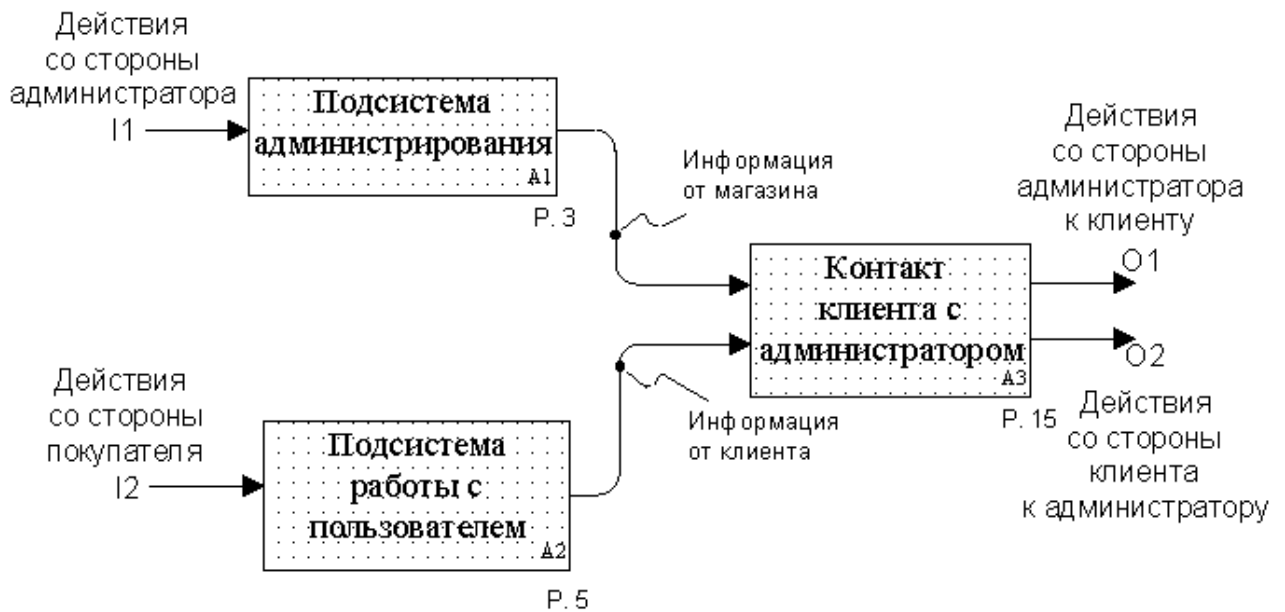 Действия
со стороны
администратора
I1
Подсистема
администрирования
A1
P. 3
Информация
от магазина
Действия
со стороны
администратора
к клиенту
O1
Контакт
клиента с
администратором
A3
P. 15
O2
Действия
со стороны
клиента
к администратору
Действия
со стороны
покупателя
I2
Подсистема
работы с
пользователем
A2
P. 5
Информация
от клиента